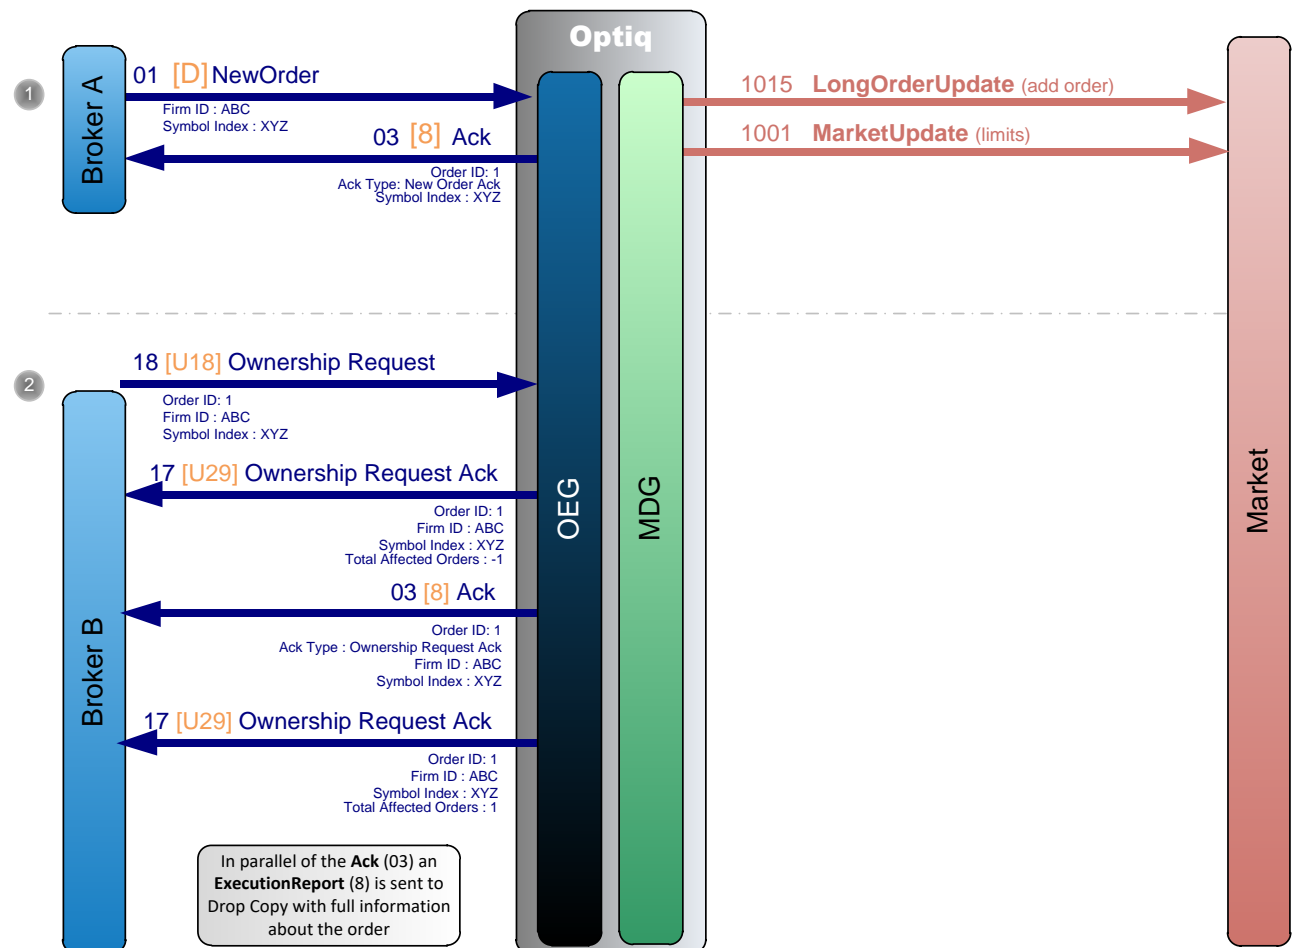 Optiq
1
Broker A
01 [D] NewOrder
Firm ID : ABC
Symbol Index : XYZ
03 [8] Ack
Order ID: 1
Ack Type: New Order Ack
Symbol Index : XYZ
1015 LongOrderUpdate (add order)
1001 MarketUpdate (limits)
2
Broker B
18 [U18] Ownership Request
Order ID: 1
Firm ID : ABC
Symbol Index : XYZ
17 [U29] Ownership Request Ack
Order ID: 1
Firm ID : ABC
Symbol Index : XYZ
Total Affected Orders : -1
03 [8] Ack
Order ID: 1
Ack Type : Ownership Request Ack
Firm ID : ABC
Symbol Index : XYZ
17 [U29] Ownership Request Ack
Order ID: 1
Firm ID : ABC
Symbol Index : XYZ
Total Affected Orders : 1
In parallel of the Ack (03) an
ExecutionReport (8) is sent to
Drop Copy with full information
about the order
OEG
MDG
Market